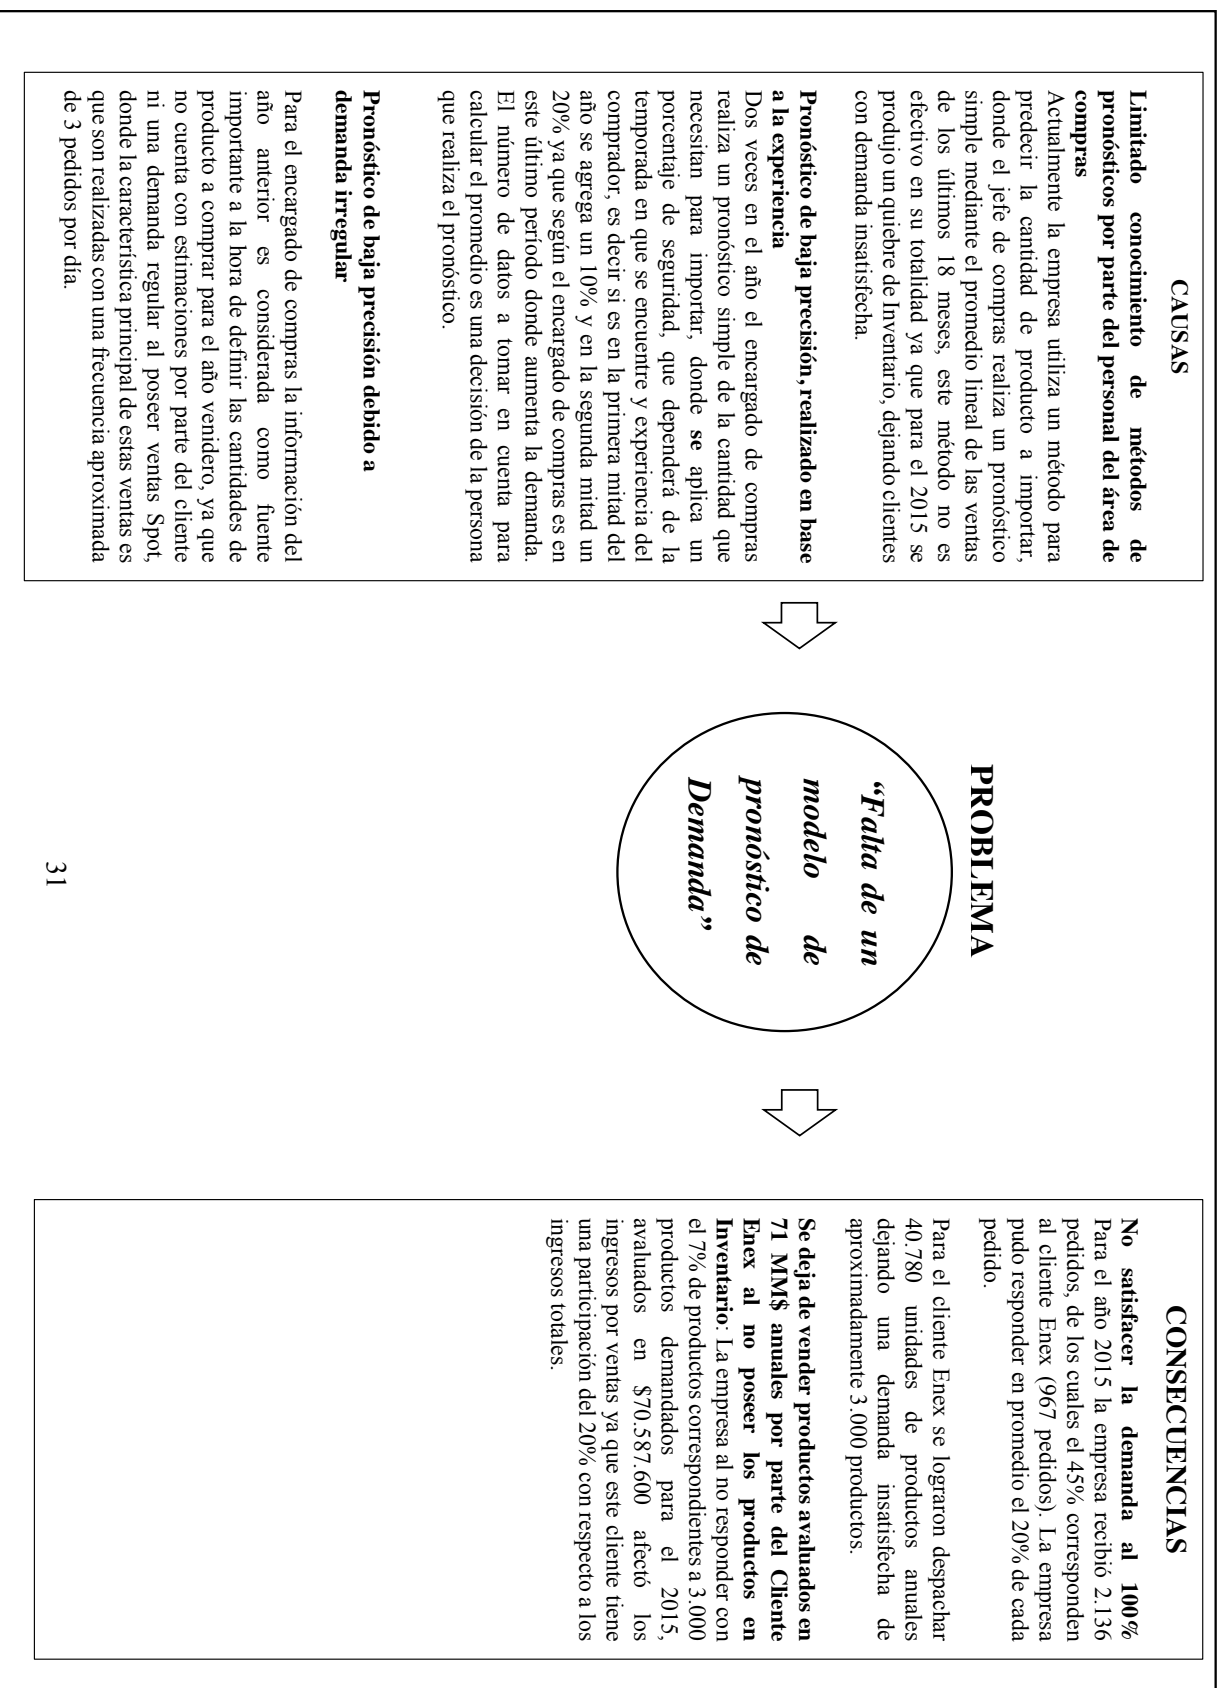 CAUSAS
Limitado conocimiento de métodos de
pronósticos por parte del personal del área de
compras
Actualmente la empresa utiliza un método para
predecir la cantidad de producto a importar,
donde el jefe de compras realiza un pronóstico
simple mediante el promedio lineal de las ventas
de los últimos 18 meses, este método no es
efectivo en su totalidad ya que para el 2015 se
produjo un quiebre de Inventario, dejando clientes
con demanda insatisfecha.
Pronóstico de baja precisión, realizado en base
a la experiencia
Dos veces en el año el encargado de compras
realiza un pronóstico simple de la cantidad que
necesitan para importar, donde se aplica un
porcentaje de seguridad, que dependerá de la
temporada en que se encuentre y experiencia del
comprador, es decir si es en la primera mitad del
año se agrega un 10% y en la segunda mitad un
20% ya que según el encargado de compras es en
este último período donde aumenta la demanda.
El número de datos a tomar en cuenta para
calcular el promedio es una decisión de la persona
que realiza el pronóstico.
Pronóstico de baja precisión debido a
demanda irregular
Para el encargado de compras la información del
año anterior es considerada como fuente
importante a la hora de definir las cantidades de
producto a comprar para el año venidero, ya que
no cuenta con estimaciones por parte del cliente
ni una demanda regular al poseer ventas Spot,
donde la característica principal de estas ventas es
que son realizadas con una frecuencia aproximada
de 3 pedidos por día.
PROBLEMA
“Falta de un
modelo de
pronóstico de
Demanda”
CONSECUENCIAS
No satisfacer la demanda al 100%
Para el año 2015 la empresa recibió 2.136
pedidos, de los cuales el 45% corresponden
al cliente Enex (967 pedidos). La empresa
pudo responder en promedio el 20% de cada
pedido.
Para el cliente Enex se lograron despachar
40.780 unidades de productos anuales
dejando una demanda insatisfecha de
aproximadamente 3.000 productos.
Se deja de vender productos avaluados en
71 MM$ anuales por parte del Cliente
Enex al no poseer los productos en
Inventario: La empresa al no responder con
el 7% de productos correspondientes a 3.000
productos demandados para el 2015,
avaluados en $70.587.600 afectó los
ingresos por ventas ya que este cliente tiene
una participación del 20% con respecto a los
ingresos totales.
31